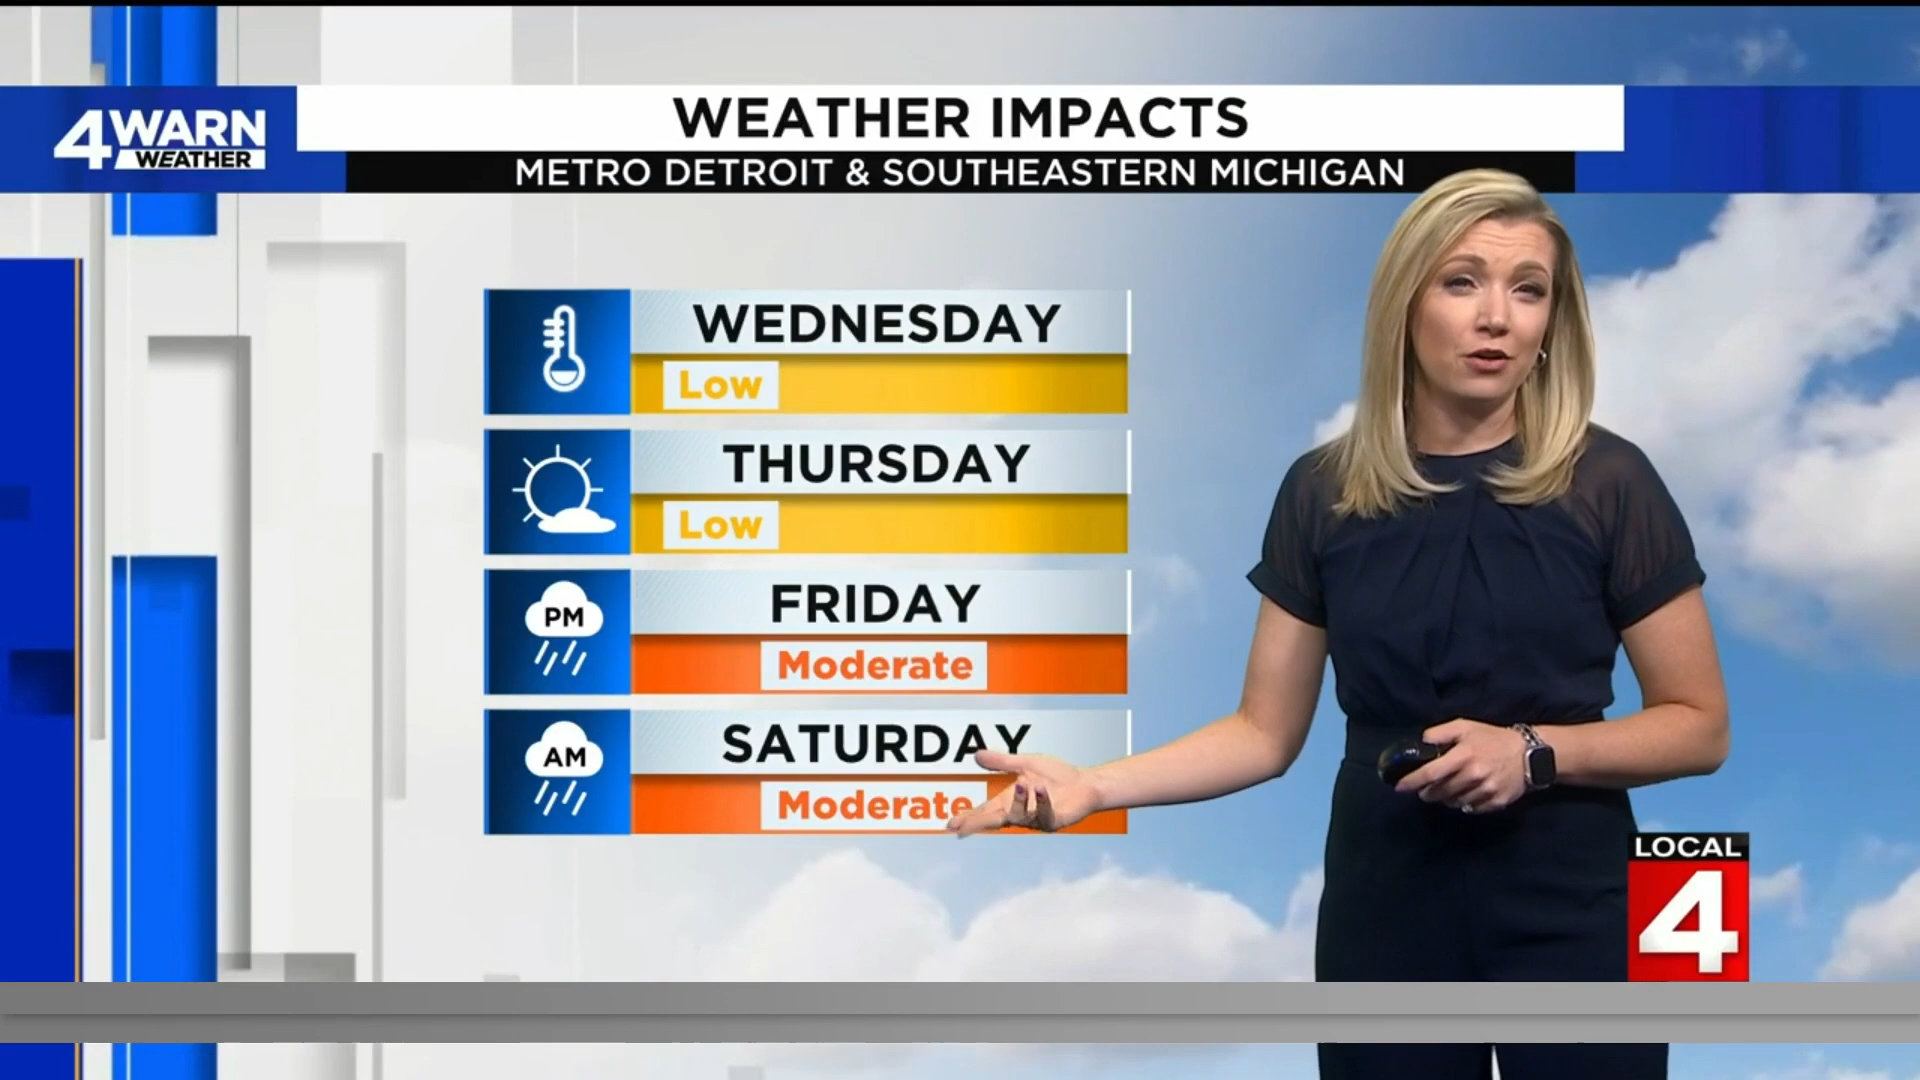 4WARN
WEATHER
WEATHER IMPACTS
METRO DETROIT & SOUTHEASTERN MICHIGAN
WEDNESDAY
Low
THURSDAY
Low
PM
FRIDAY
Moderate
AM
SATURDAY
Moderate
LOCAL
4